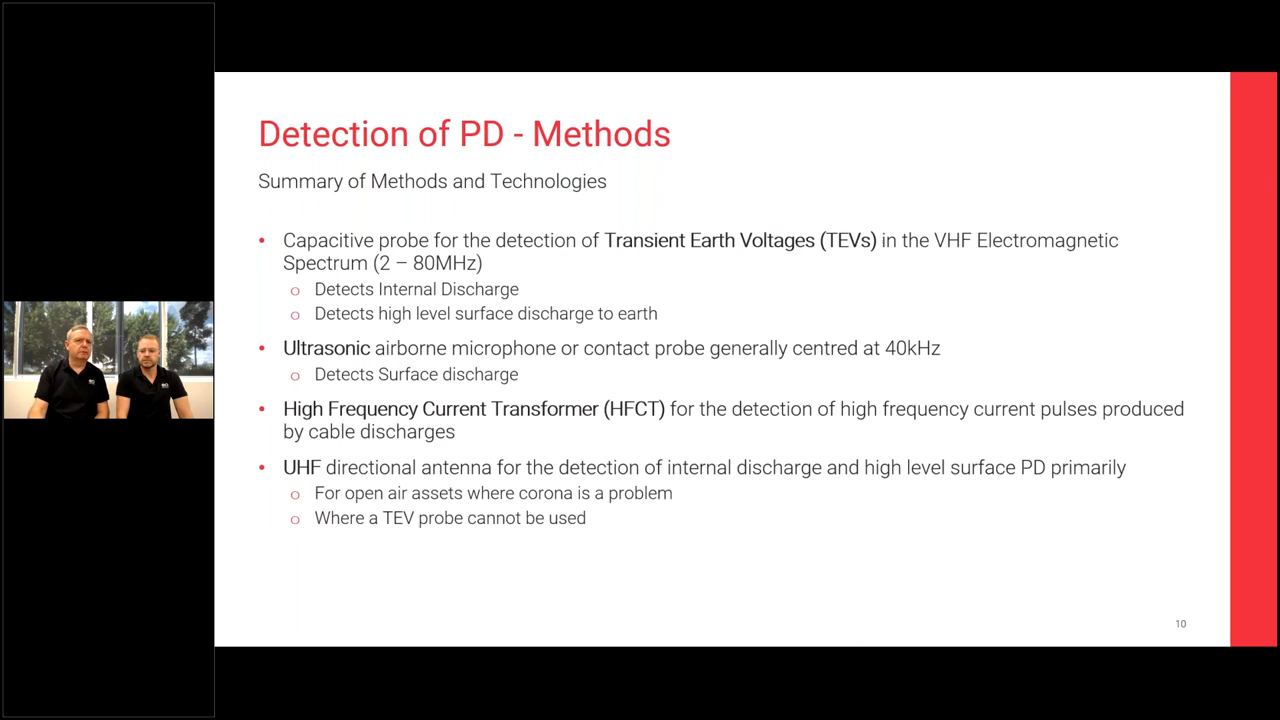 Detection of PD - Methods
Summary of Methods and Technologies
• Capacitive probe for the detection of Transient Earth Voltages (TEVs) in the VHF Electromagnetic
Spectrum (2 – 80MHz)
o Detects Internal Discharge
o Detects high level surface discharge to earth
• Ultrasonic airborne microphone or contact probe generally centred at 40kHz
o Detects Surface discharge
• High Frequency Current Transformer (HFCT) for the detection of high frequency current pulses produced
by cable discharges
• UHF directional antenna for the detection of internal discharge and high level surface PD primarily
o For open air assets where corona is a problem
o Where a TEV probe cannot be used
10